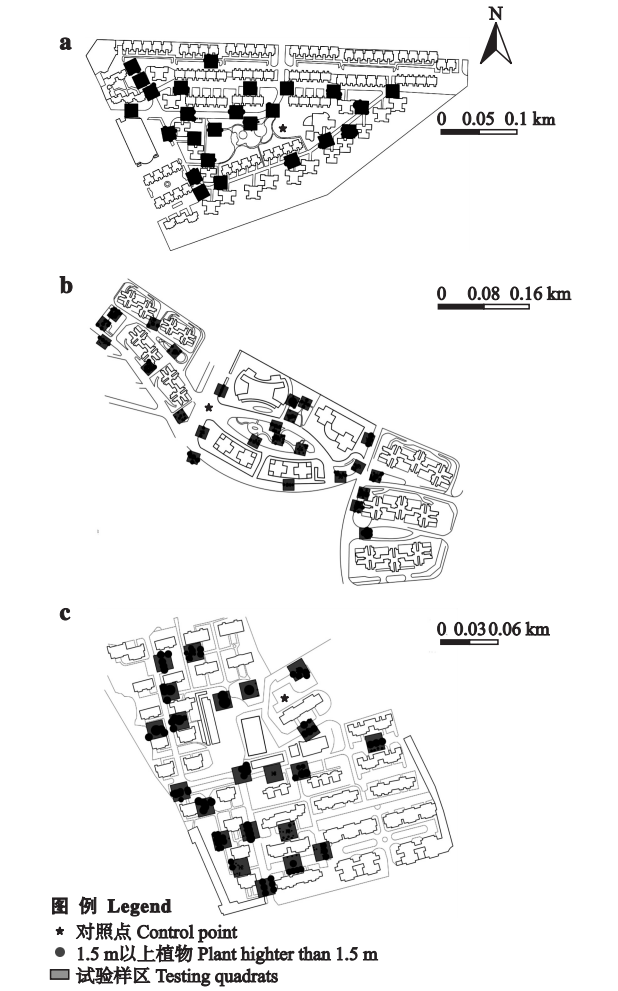 N
a
0 0.05 0.1 km
b
0 0.08 0.16 km
c
0 0.03 0.06 km
图 例 Legend
对照点 Control point
1.5 m以上植物 Plant highter than 1.5 m
试验样区 Testing quadrats